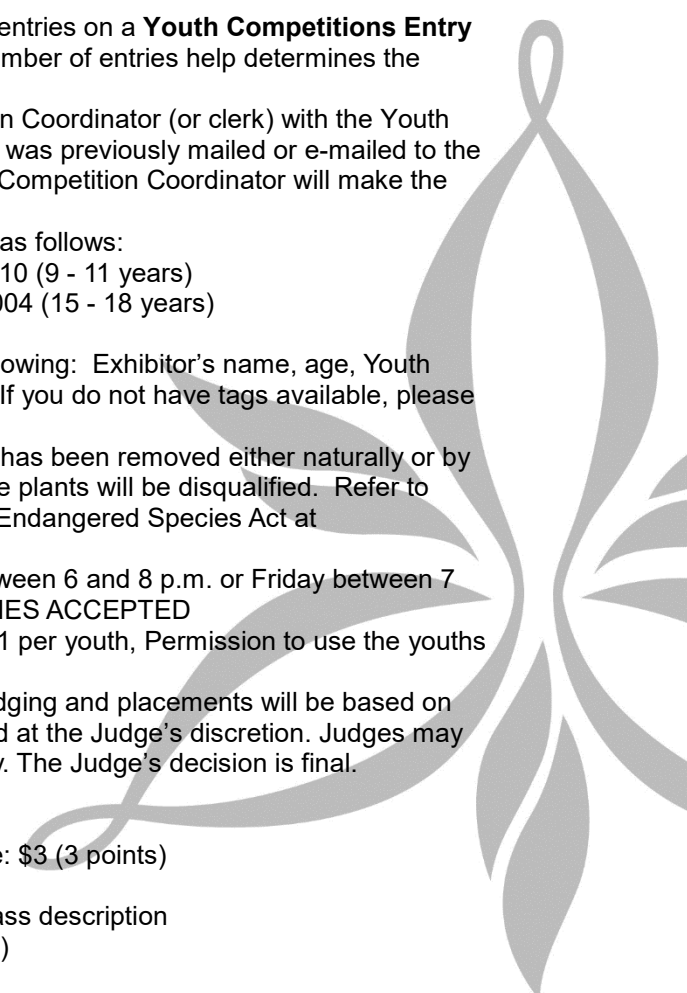 entries on a Youth Competitions Entry
mber of entries help determines the
n Coordinator (or clerk) with the Youth
was previously mailed or e-mailed to the
Competition Coordinator will make the
as follows:
10 (9 - 11 years)
004 (15 - 18 years)
owing:  Exhibitor's name, age, Youth
If you do not have tags available, please
has been removed either naturally or by
e plants will be disqualified.  Refer to
Endangered Species Act at
ween 6 and 8 p.m. or Friday between 7
IES ACCEPTED
1 per youth, Permission to use the youths
dging and placements will be based on
d at the Judge's discretion. Judges may
y. The Judge's decision is final.
e: $3 (3 points)
ass description
)